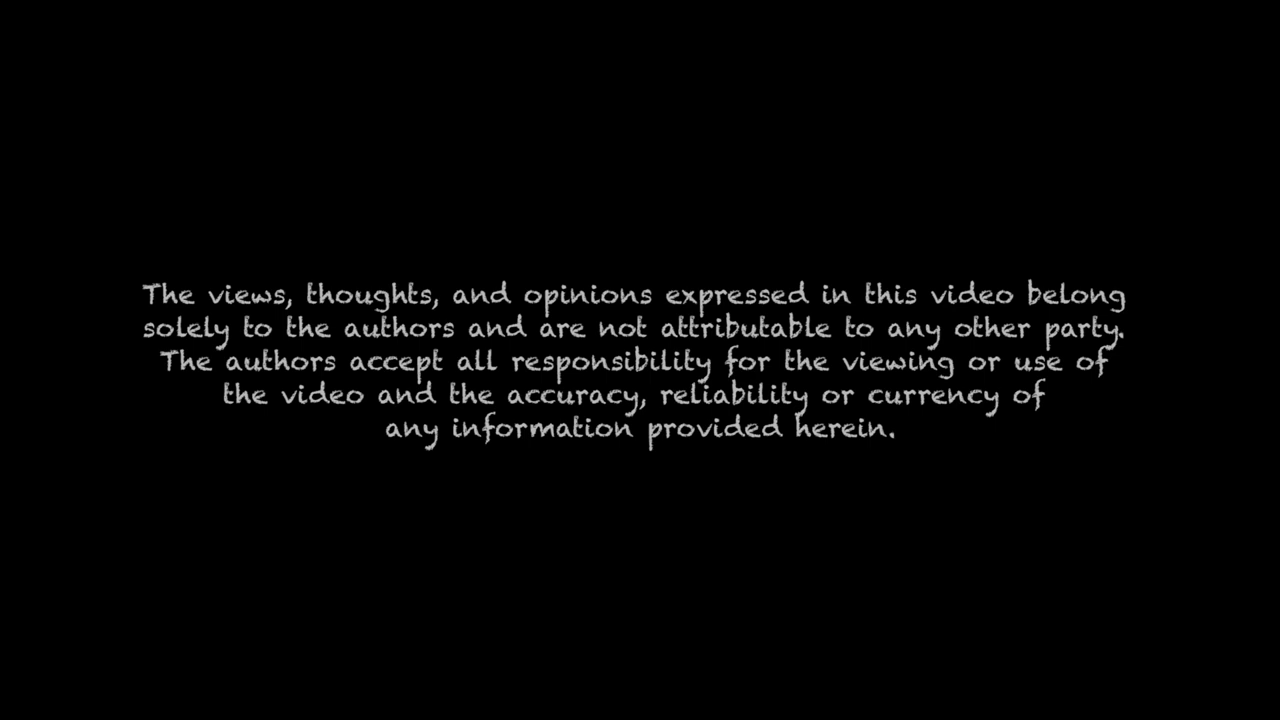 The views, thoughts, and opinions expressed in this video belong
solely to the authors and are not attributable to any other party.
The authors accept all responsibility for the viewing or use of
the video and the accuracy, reliability or currency of
any information provided herein.